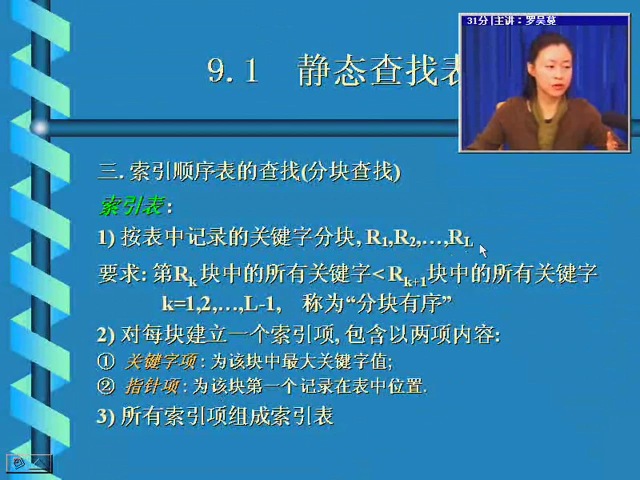 31分|主讲：罗昊蔓
9.1 静态查找表
三.索引顺序表的查找(分块查找)
索引表:
1) 按表中记录的关键字分块, R1,R2,…,RL
要求: 第Rk 块中的所有关键字< Rk+1块中的所有关键字
k=1,2,…,L-1, 称为“分块有序”
2) 对每块建立一个索引项, 包含以两项内容:
① 关键字项 : 为该块中最大关键字值;
② 指针项 : 为该块第一个记录在表中位置.
3) 所有索引项组成索引表